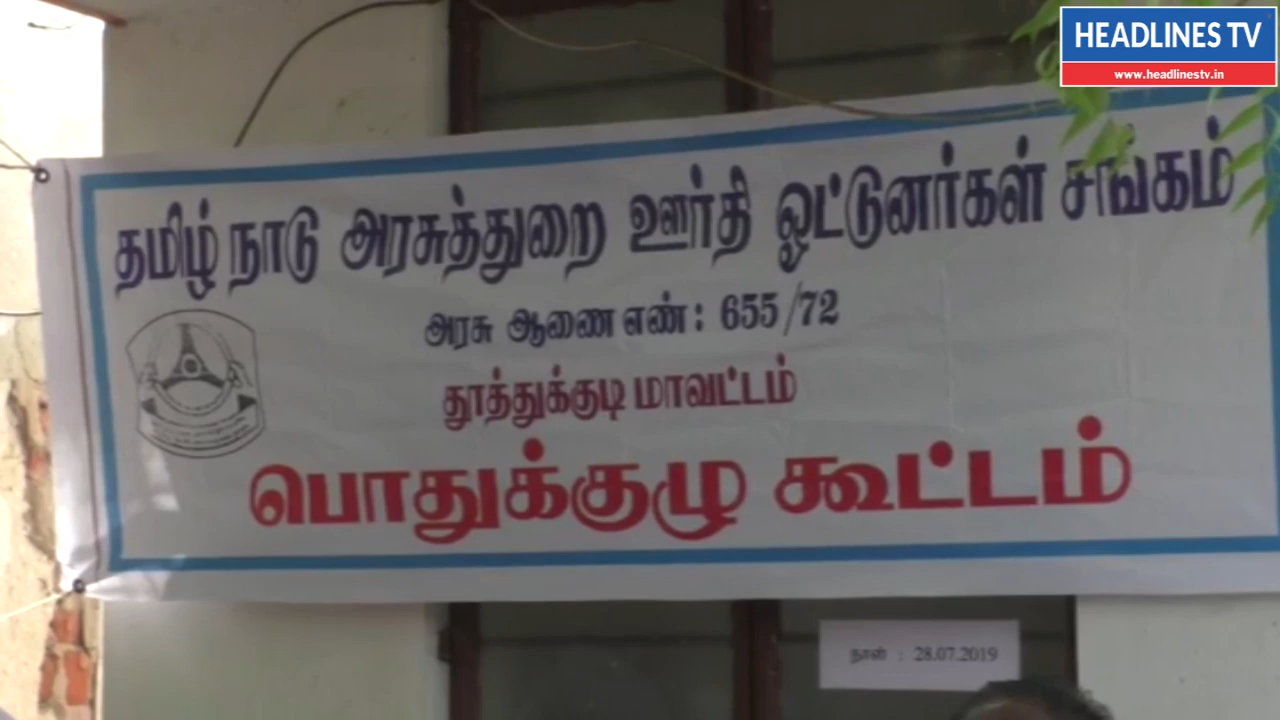 HEADLINES TV
www.headlinestv.in
தமிழ் நாடு அரசுத்துறை ஊர்தி ஓட்டுனர்கள் சங்கம்
அரசு ஆணை எண் : 655/72
தூத்துக்குடி மாவட்டம்
பொதுக்குழு கூட்டம்
நாள் : 28.07.2019